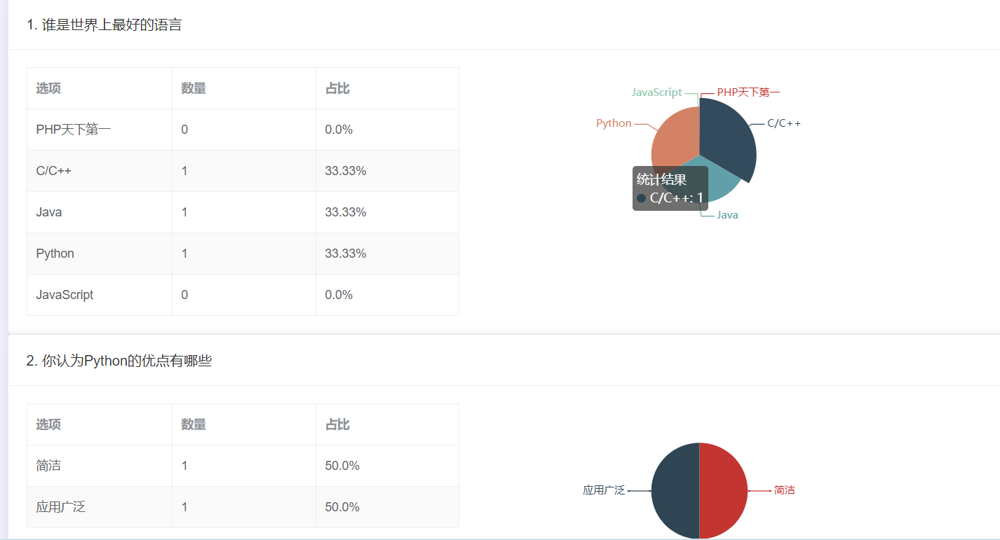 1. 谁是世界上最好的语言
选项 数量 占比
PHP天下第一 0 0.0%
C/C++ 1 33.33%
Java 1 33.33%
Python 1 33.33%
JavaScript 0 0.0%
JavaScript PHP天下第一
Python C/C++
统计结果
C/C++: 1
Java
2. 你认为Python的优点有哪些
选项 数量 占比
简洁 1 50.0%
应用广泛 1 50.0%
应用广泛 简洁